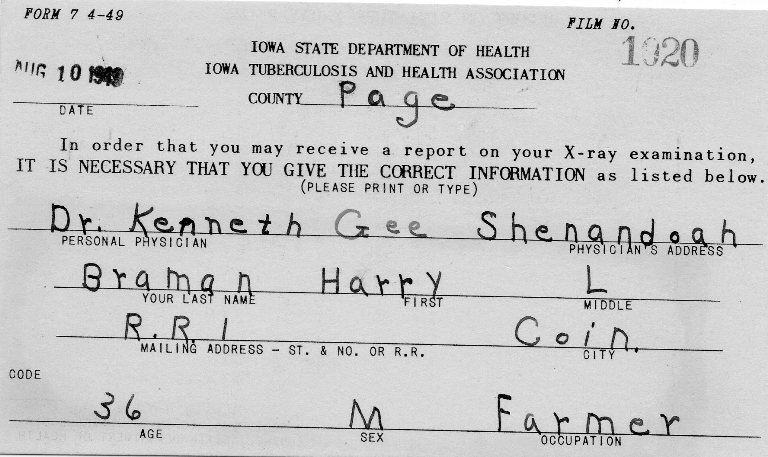 FORM 7 4-49
FILM NO.
1920
IOWA STATE DEPARTMENT OF HEALTH
AUG 10 1949
IOWA TUBERCULOSIS AND HEALTH ASSOCIATION
COUNTY Page
DATE
In order that you may receive a report on your X-ray examination,
IT IS NECESSARY THAT YOU GIVE THE CORRECT INFORMATION as listed below.
(PLEASE PRINT OR TYPE)
Dr. Kenneth Gee Shenandoah
PERSONAL PHYSICIAN PHYSICIAN'S ADDRESS
Braman Harry L
YOUR LAST NAME FIRST MIDDLE
R.R. 1 Coin.
MAILING ADDRESS - ST. & NO. OR R.R. CITY
CODE
36 M Farmer
AGE SEX OCCUPATION